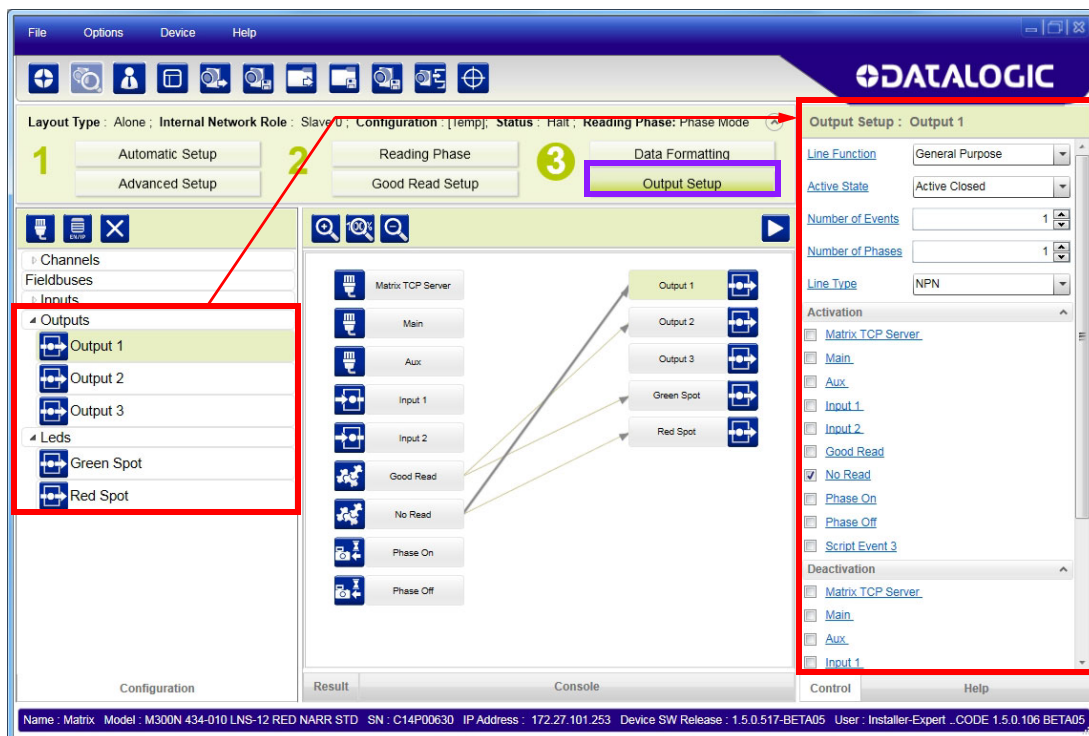 File Options Device Help
DATALOGIC
Layout Type : Alone ; Internal Network Role : Slave 0 ; Configuration : [Temp]; Status : Halt ; Reading Phase: Phase Mode
1
Automatic Setup
Advanced Setup
2
Reading Phase
Good Read Setup
3
Data Formatting
Output Setup
EN/IP
Channels
Fieldbuses
Inputs
Outputs
Output 1
Output 2
Output 3
Leds
Green Spot
Red Spot
Configuration
100%
Matrix TCP Server
Main
Aux
Input 1
Input 2
Good Read
No Read
Phase On
Phase Off
Output 1
Output 2
Output 3
Green Spot
Red Spot
Result
Console
Output Setup : Output 1
Line Function General Purpose
Active State Active Closed
Number of Events 1
Number of Phases 1
Line Type NPN
Activation
Matrix TCP Server
Main
Aux
Input 1
Input 2
Good Read
No Read
Phase On
Phase Off
Script Event 3
Deactivation
Matrix TCP Server
Main
Aux
Input 1
Control Help
Name : Matrix Model : M300N 434-010 LNS-12 RED NARR STD SN : C14P00630 IP Address : 172.27.101.253 Device SW Release : 1.5.0.517-BETA05 User : Installer-Expert _CODE 1.5.0.106 BETA05